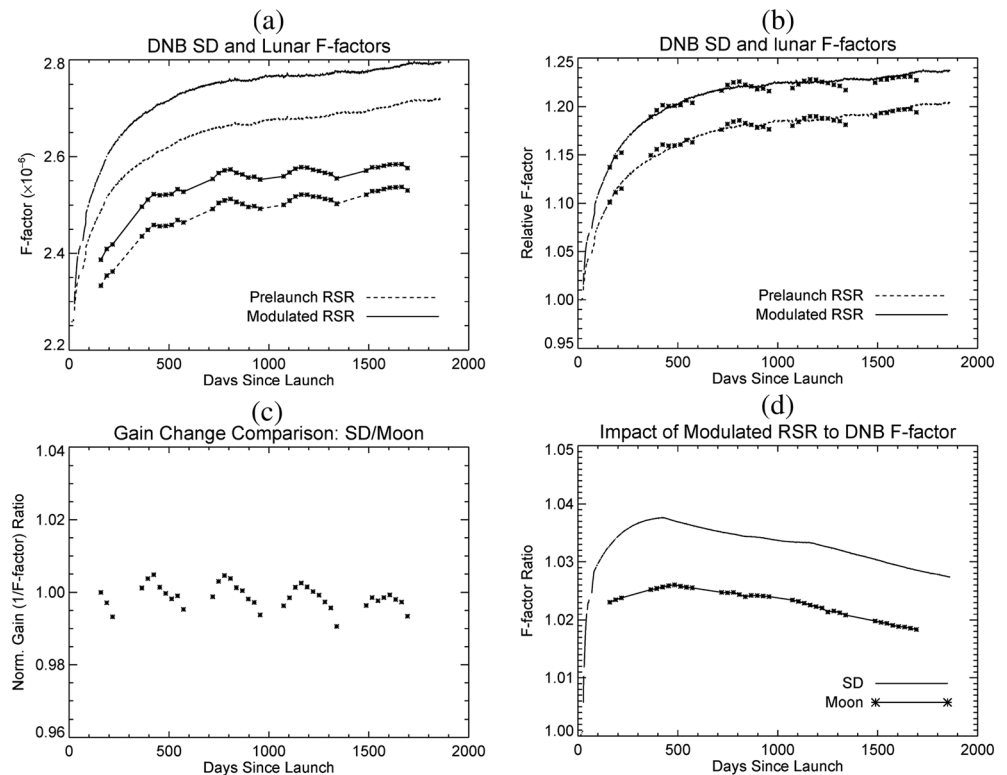 (a)
DNB SD and Lunar F-factors
2.8
2.6
2.4
2.2
F-factor (×10⁻⁶)
Prelaunch RSR
Modulated RSR
0 500 1000 1500 2000
Days Since Launch
(b)
DNB SD and lunar F-factors
1.25
1.20
1.15
1.10
1.05
1.00
0.95
Relative F-factor
Prelaunch RSR
Modulated RSR
0 500 1000 1500 2000
Days Since Launch
(c)
Gain Change Comparison: SD/Moon
1.04
1.02
1.00
0.98
0.96
Norm. Gain (1/F-factor) Ratio
0 500 1000 1500 2000
Days Since Launch
(d)
Impact of Modulated RSR to DNB F-factor
1.05
1.04
1.03
1.02
1.01
1.00
F-factor Ratio
SD
Moon
0 500 1000 1500 2000
Days Since Launch